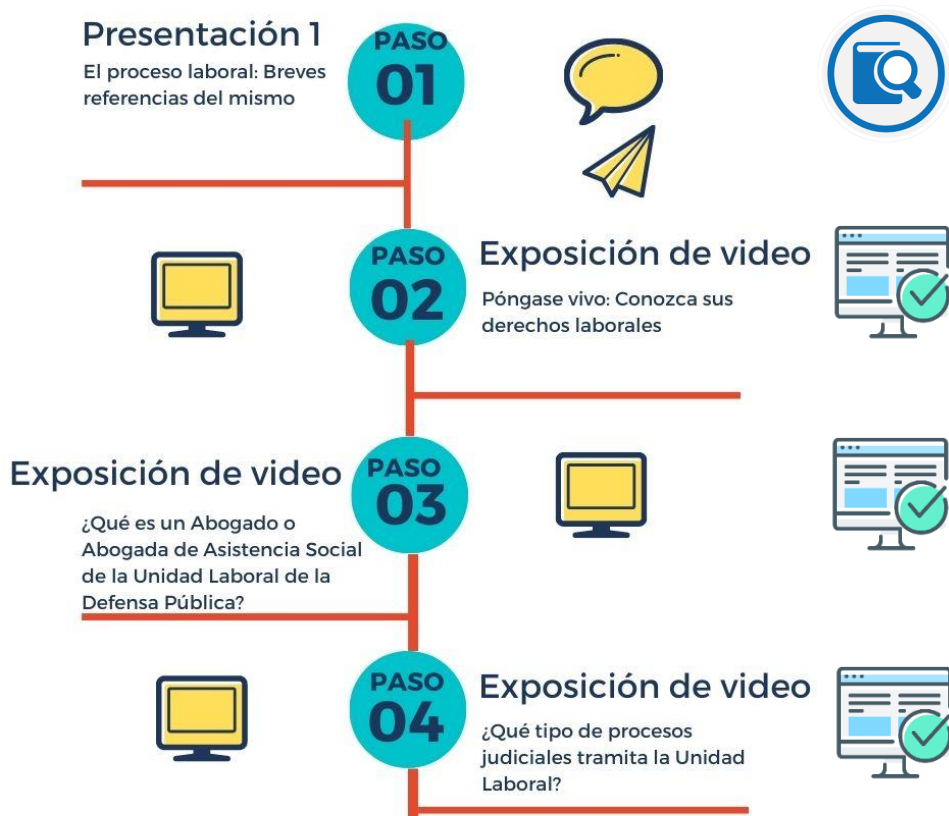 Presentación 1
El proceso laboral: Breves
referencias del mismo
PASO
01
PASO
02
Exposición de video
Póngase vivo: Conozca sus
derechos laborales
Exposición de video
¿Qué es un Abogado o
Abogada de Asistencia Social
de la Unidad Laboral de la
Defensa Pública?
PASO
03
PASO
04
Exposición de video
¿Qué tipo de procesos
judiciales tramita la Unidad
Laboral?